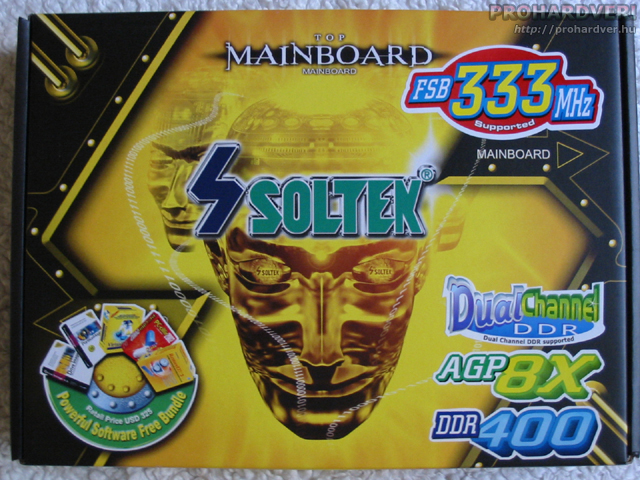 PROHARDVER!
http://prohardver.hu
TOP
MAINBOARD
MAINBOARD
FSB 333 MHz
Supported
MAINBOARD
SOLTEK®
SOLTEK
SOLTEK
Dual Channel
DDR
Dual Channel DDR supported
AGP 8X
DDR 400
Retail Price USD 325
Powerful Software Free Bundle